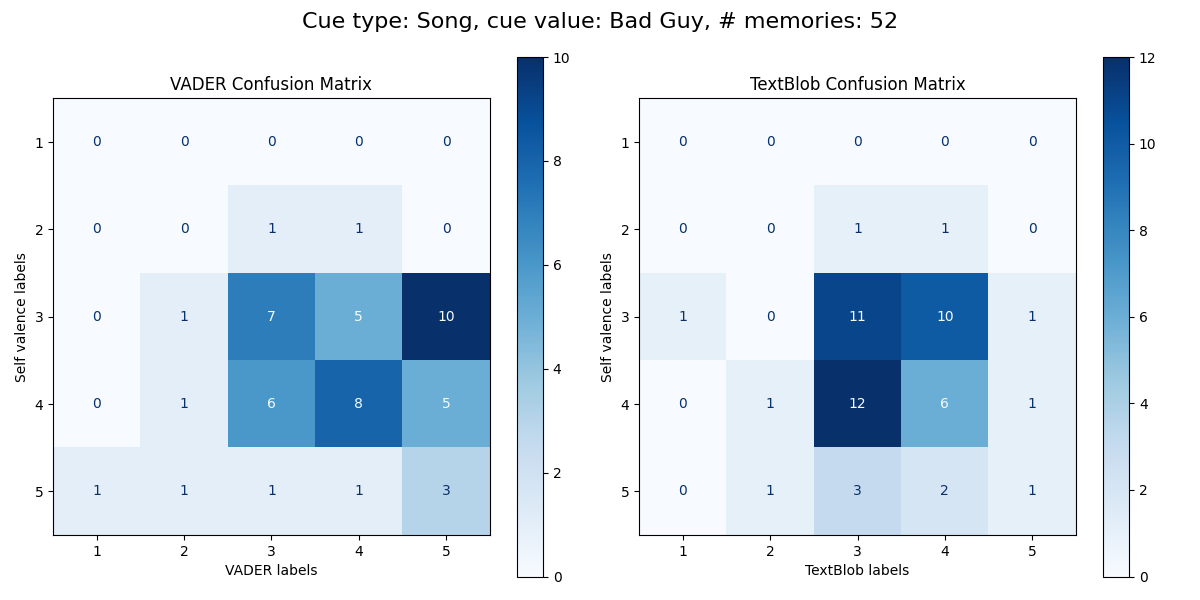 Cue type: Song, cue value: Bad Guy, # memories: 52
VADER Confusion Matrix
Self valence labels
1 0 0 0 0 0
2 0 0 1 1 0
3 0 1 7 5 10
4 0 1 6 8 5
5 1 1 1 1 3
1 2 3 4 5
VADER labels
10
8
6
4
2
0
TextBlob Confusion Matrix
Self valence labels
1 0 0 0 0 0
2 0 0 1 1 0
3 1 0 11 10 1
4 0 1 12 6 1
5 0 1 3 2 1
1 2 3 4 5
TextBlob labels
12
10
8
6
4
2
0